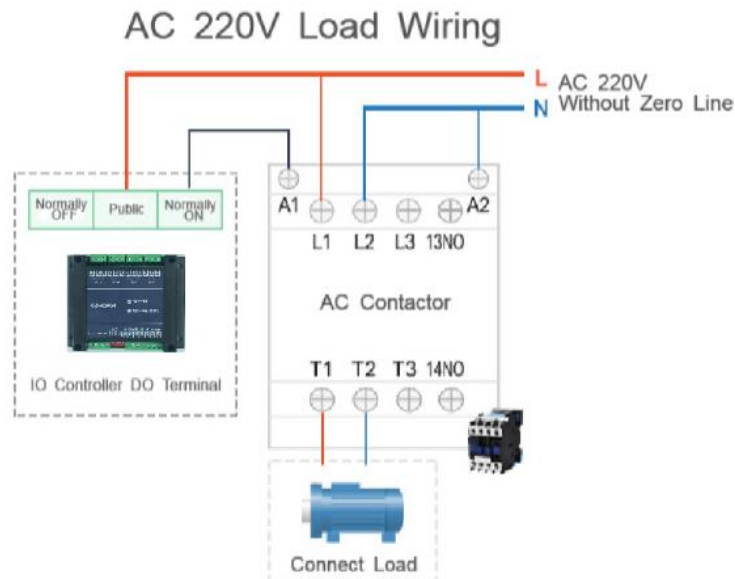 AC 220V Load Wiring
L
AC 220V
N
Without Zero Line
Normally
OFF
Public
Normally
ON
A1
A2
L1 L2 L3 13NO
AC Contactor
IO Controller DO Terminal
T1 T2 T3 14NO
Connect Load